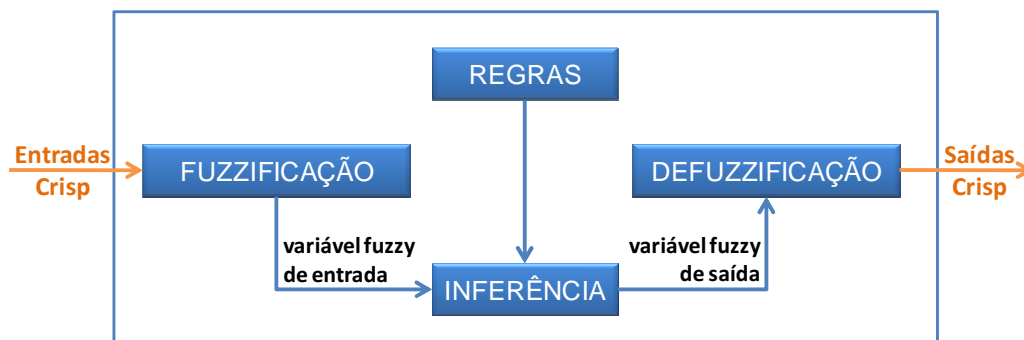 REGRAS
Entradas
Crisp
FUZZIFICAÇÃO
DEFUZZIFICAÇÃO
Saídas
Crisp
variável fuzzy
de entrada
variável fuzzy
de saída
INFERÊNCIA